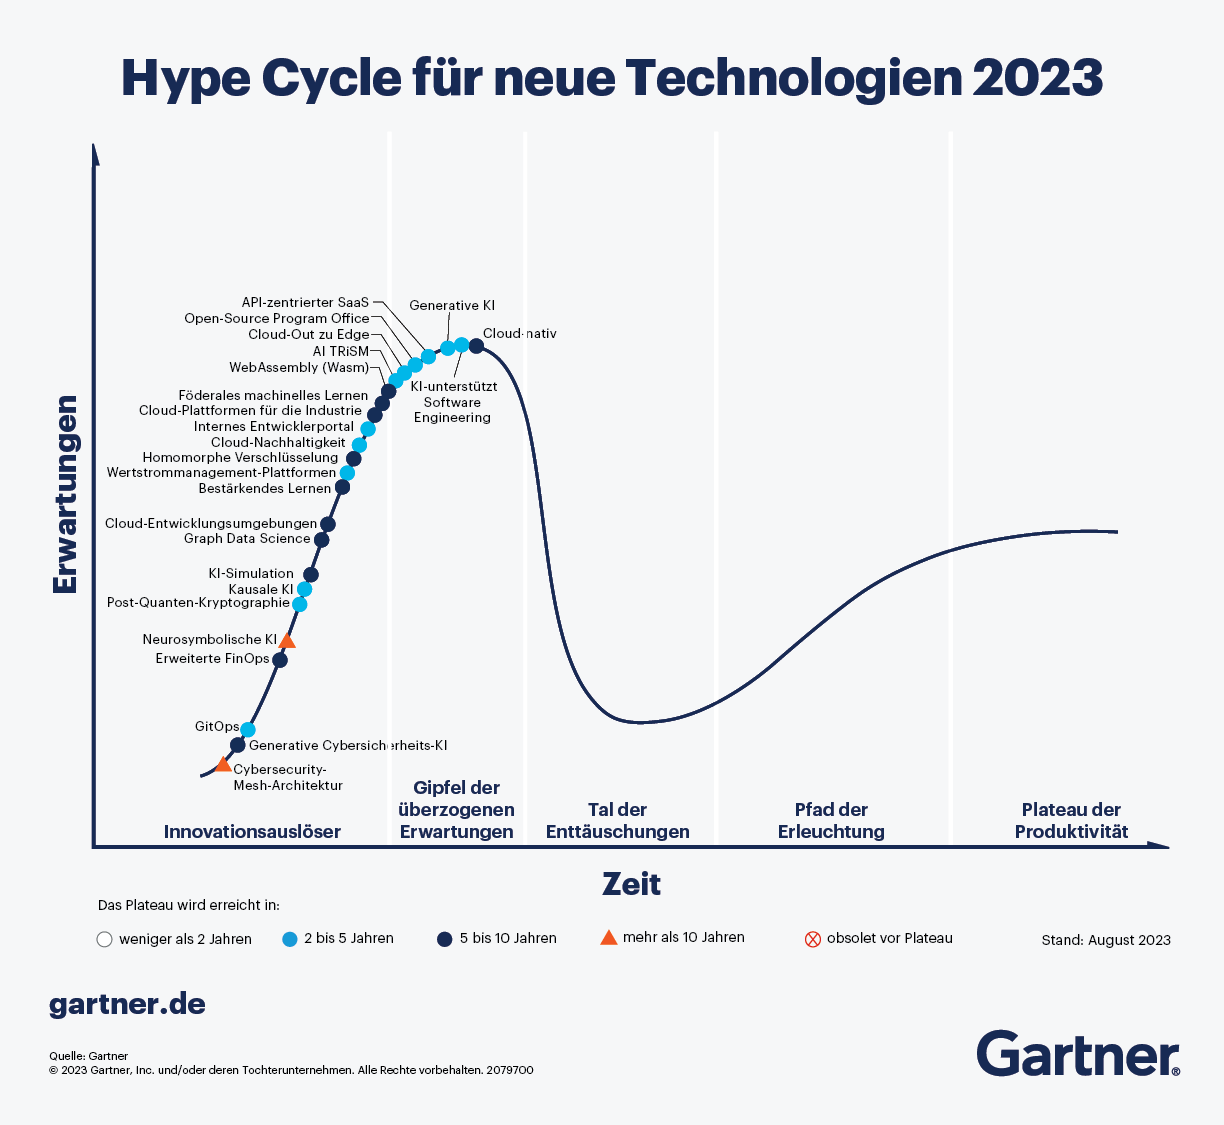 Hype Cycle für neue Technologien 2023
Erwartungen
API-zentrierter SaaS
Generative KI
Open-Source Program Office
Cloud-Out zu Edge
Cloud-nativ
AI TRiSM
WebAssembly (Wasm)
KI-unterstützt
Software
Engineering
Föderales machinelles Lernen
Cloud-Plattformen für die Industrie
Internes Entwicklerportal
Cloud-Nachhaltigkeit
Homomorphe Verschlüsselung
Wertstrommanagement-Plattformen
Bestärkendes Lernen
Cloud-Entwicklungsumgebungen
Graph Data Science
KI-Simulation
Kausale KI
Post-Quanten-Kryptographie
Neurosymbolische KI
Erweiterte FinOps
GitOps
Generative Cybersicherheits-KI
Cybersecurity-
Mesh-Architektur
Innovationsauslöser
Gipfel der
überzogenen
Erwartungen
Tal der
Enttäuschungen
Pfad der
Erleuchtung
Plateau der
Produktivität
Zeit
Das Plateau wird erreicht in:
weniger als 2 Jahren
2 bis 5 Jahren
5 bis 10 Jahren
mehr als 10 Jahren
obsolet vor Plateau
Stand: August 2023
gartner.de
Quelle: Gartner
© 2023 Gartner, Inc. und/oder deren Tochterunternehmen. Alle Rechte vorbehalten. 2079700
Gartner®